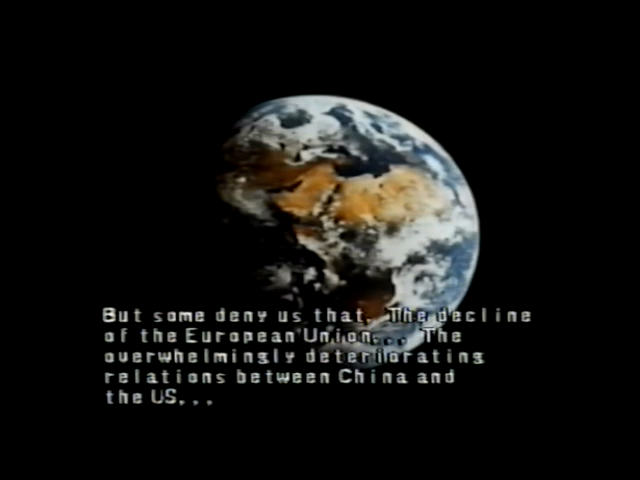 But some deny us that. The decline
of the European Union... The
overwhelmingly deteriorating
relations between China and
the US...